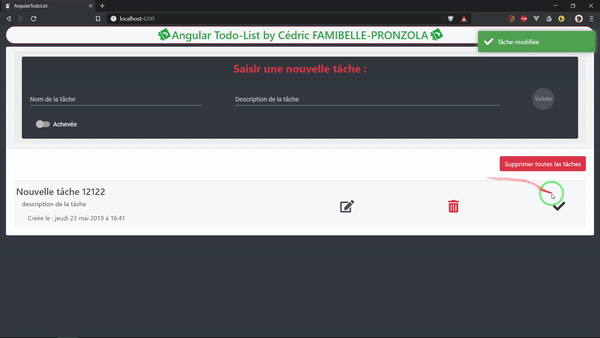 AngularTodoList
localhost:4200
Angular Todo-List by Cédric FAMIBELLE-PRONZOLA
Tâche modifiée
Saisir une nouvelle tâche :
Nom de la tâche
Description de la tâche
Valider
Achevée
Supprimer toutes las tâches
Nouvelle tâche 12122
description de la tâche
Créée le : jeudi 23 mai 2019 à 16:41